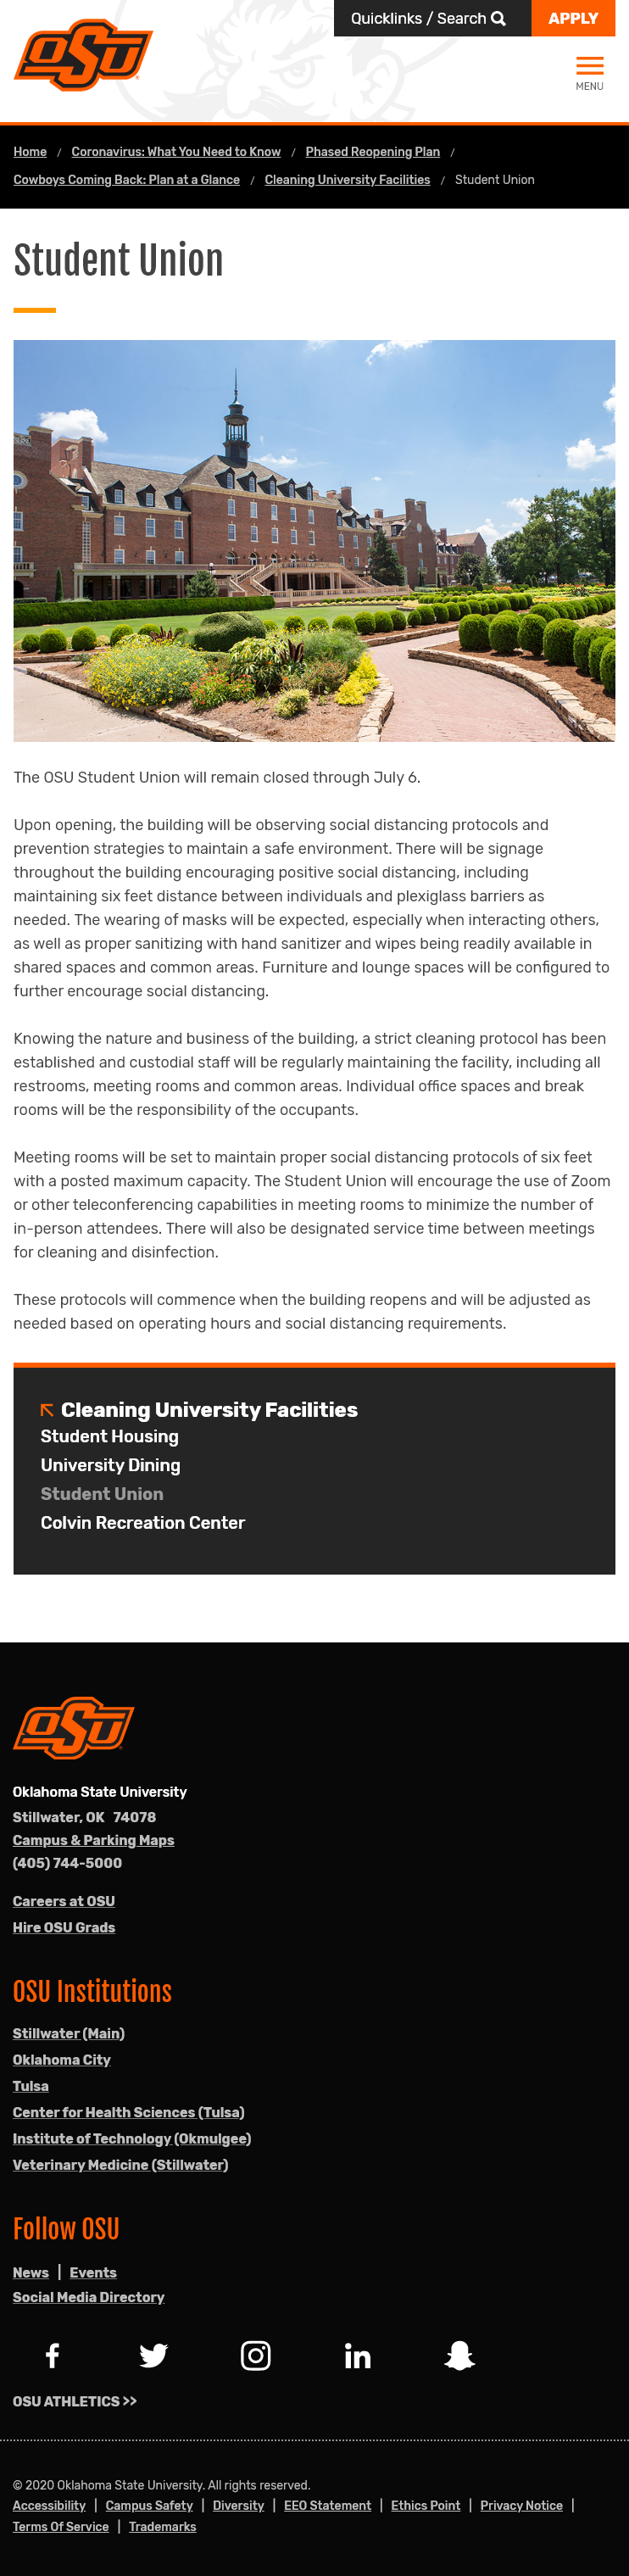 Quicklinks / Search
APPLY
OSU
MENU
Home / Coronavirus: What You Need to Know / Phased Reopening Plan /
Cowboys Coming Back: Plan at a Glance / Cleaning University Facilities / Student Union
Student Union
The OSU Student Union will remain closed through July 6.
Upon opening, the building will be observing social distancing protocols and
prevention strategies to maintain a safe environment. There will be signage
throughout the building encouraging positive social distancing, including
maintaining six feet distance between individuals and plexiglass barriers as
needed. The wearing of masks will be expected, especially when interacting others,
as well as proper sanitizing with hand sanitizer and wipes being readily available in
shared spaces and common areas. Furniture and lounge spaces will be configured to
further encourage social distancing.
Knowing the nature and business of the building, a strict cleaning protocol has been
established and custodial staff will be regularly maintaining the facility, including all
restrooms, meeting rooms and common areas. Individual office spaces and break
rooms will be the responsibility of the occupants.
Meeting rooms will be set to maintain proper social distancing protocols of six feet
with a posted maximum capacity. The Student Union will encourage the use of Zoom
or other teleconferencing capabilities in meeting rooms to minimize the number of
in-person attendees. There will also be designated service time between meetings
for cleaning and disinfection.
These protocols will commence when the building reopens and will be adjusted as
needed based on operating hours and social distancing requirements.
Cleaning University Facilities
Student Housing
University Dining
Student Union
Colvin Recreation Center
OSU
Oklahoma State University
Stillwater, OK 74078
Campus & Parking Maps
(405) 744-5000
Careers at OSU
Hire OSU Grads
OSU Institutions
Stillwater (Main)
Oklahoma City
Tulsa
Center for Health Sciences (Tulsa)
Institute of Technology (Okmulgee)
Veterinary Medicine (Stillwater)
Follow OSU
News | Events
Social Media Directory
OSU ATHLETICS >>
© 2020 Oklahoma State University. All rights reserved.
Accessibility | Campus Safety | Diversity | EEO Statement | Ethics Point | Privacy Notice |
Terms Of Service | Trademarks